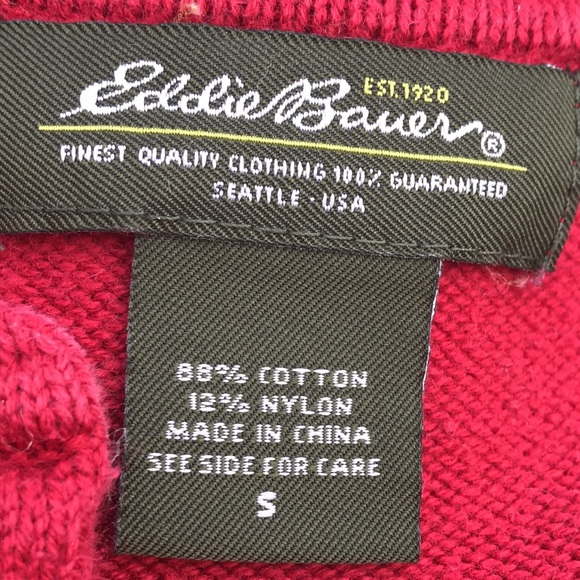 Eddie Bauer®
EST.1920
FINEST QUALITY CLOTHING 100% GUARANTEED
SEATTLE · USA
88% COTTON
12% NYLON
MADE IN CHINA
SEE SIDE FOR CARE
S